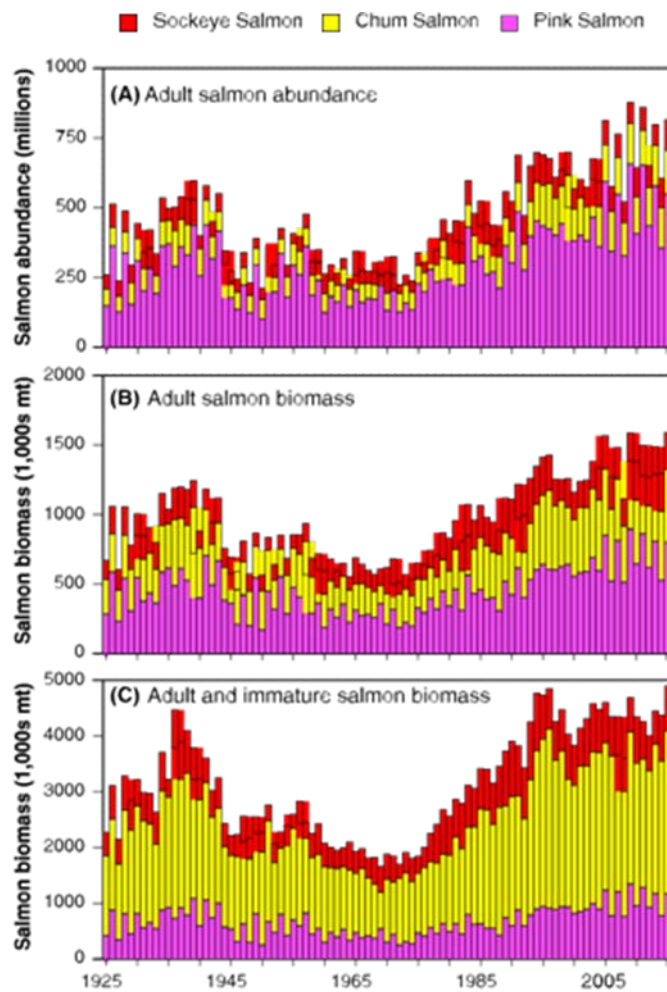 Sockeye Salmon Chum Salmon Pink Salmon
Salmon abundance (millions)
1000
750
500
250
0
(A) Adult salmon abundance
Salmon biomass (1,000s mt)
2000
1500
1000
500
0
(B) Adult salmon biomass
Salmon biomass (1,000s mt)
5000
4000
3000
2000
1000
0
(C) Adult and immature salmon biomass
1925 1945 1965 1985 2005